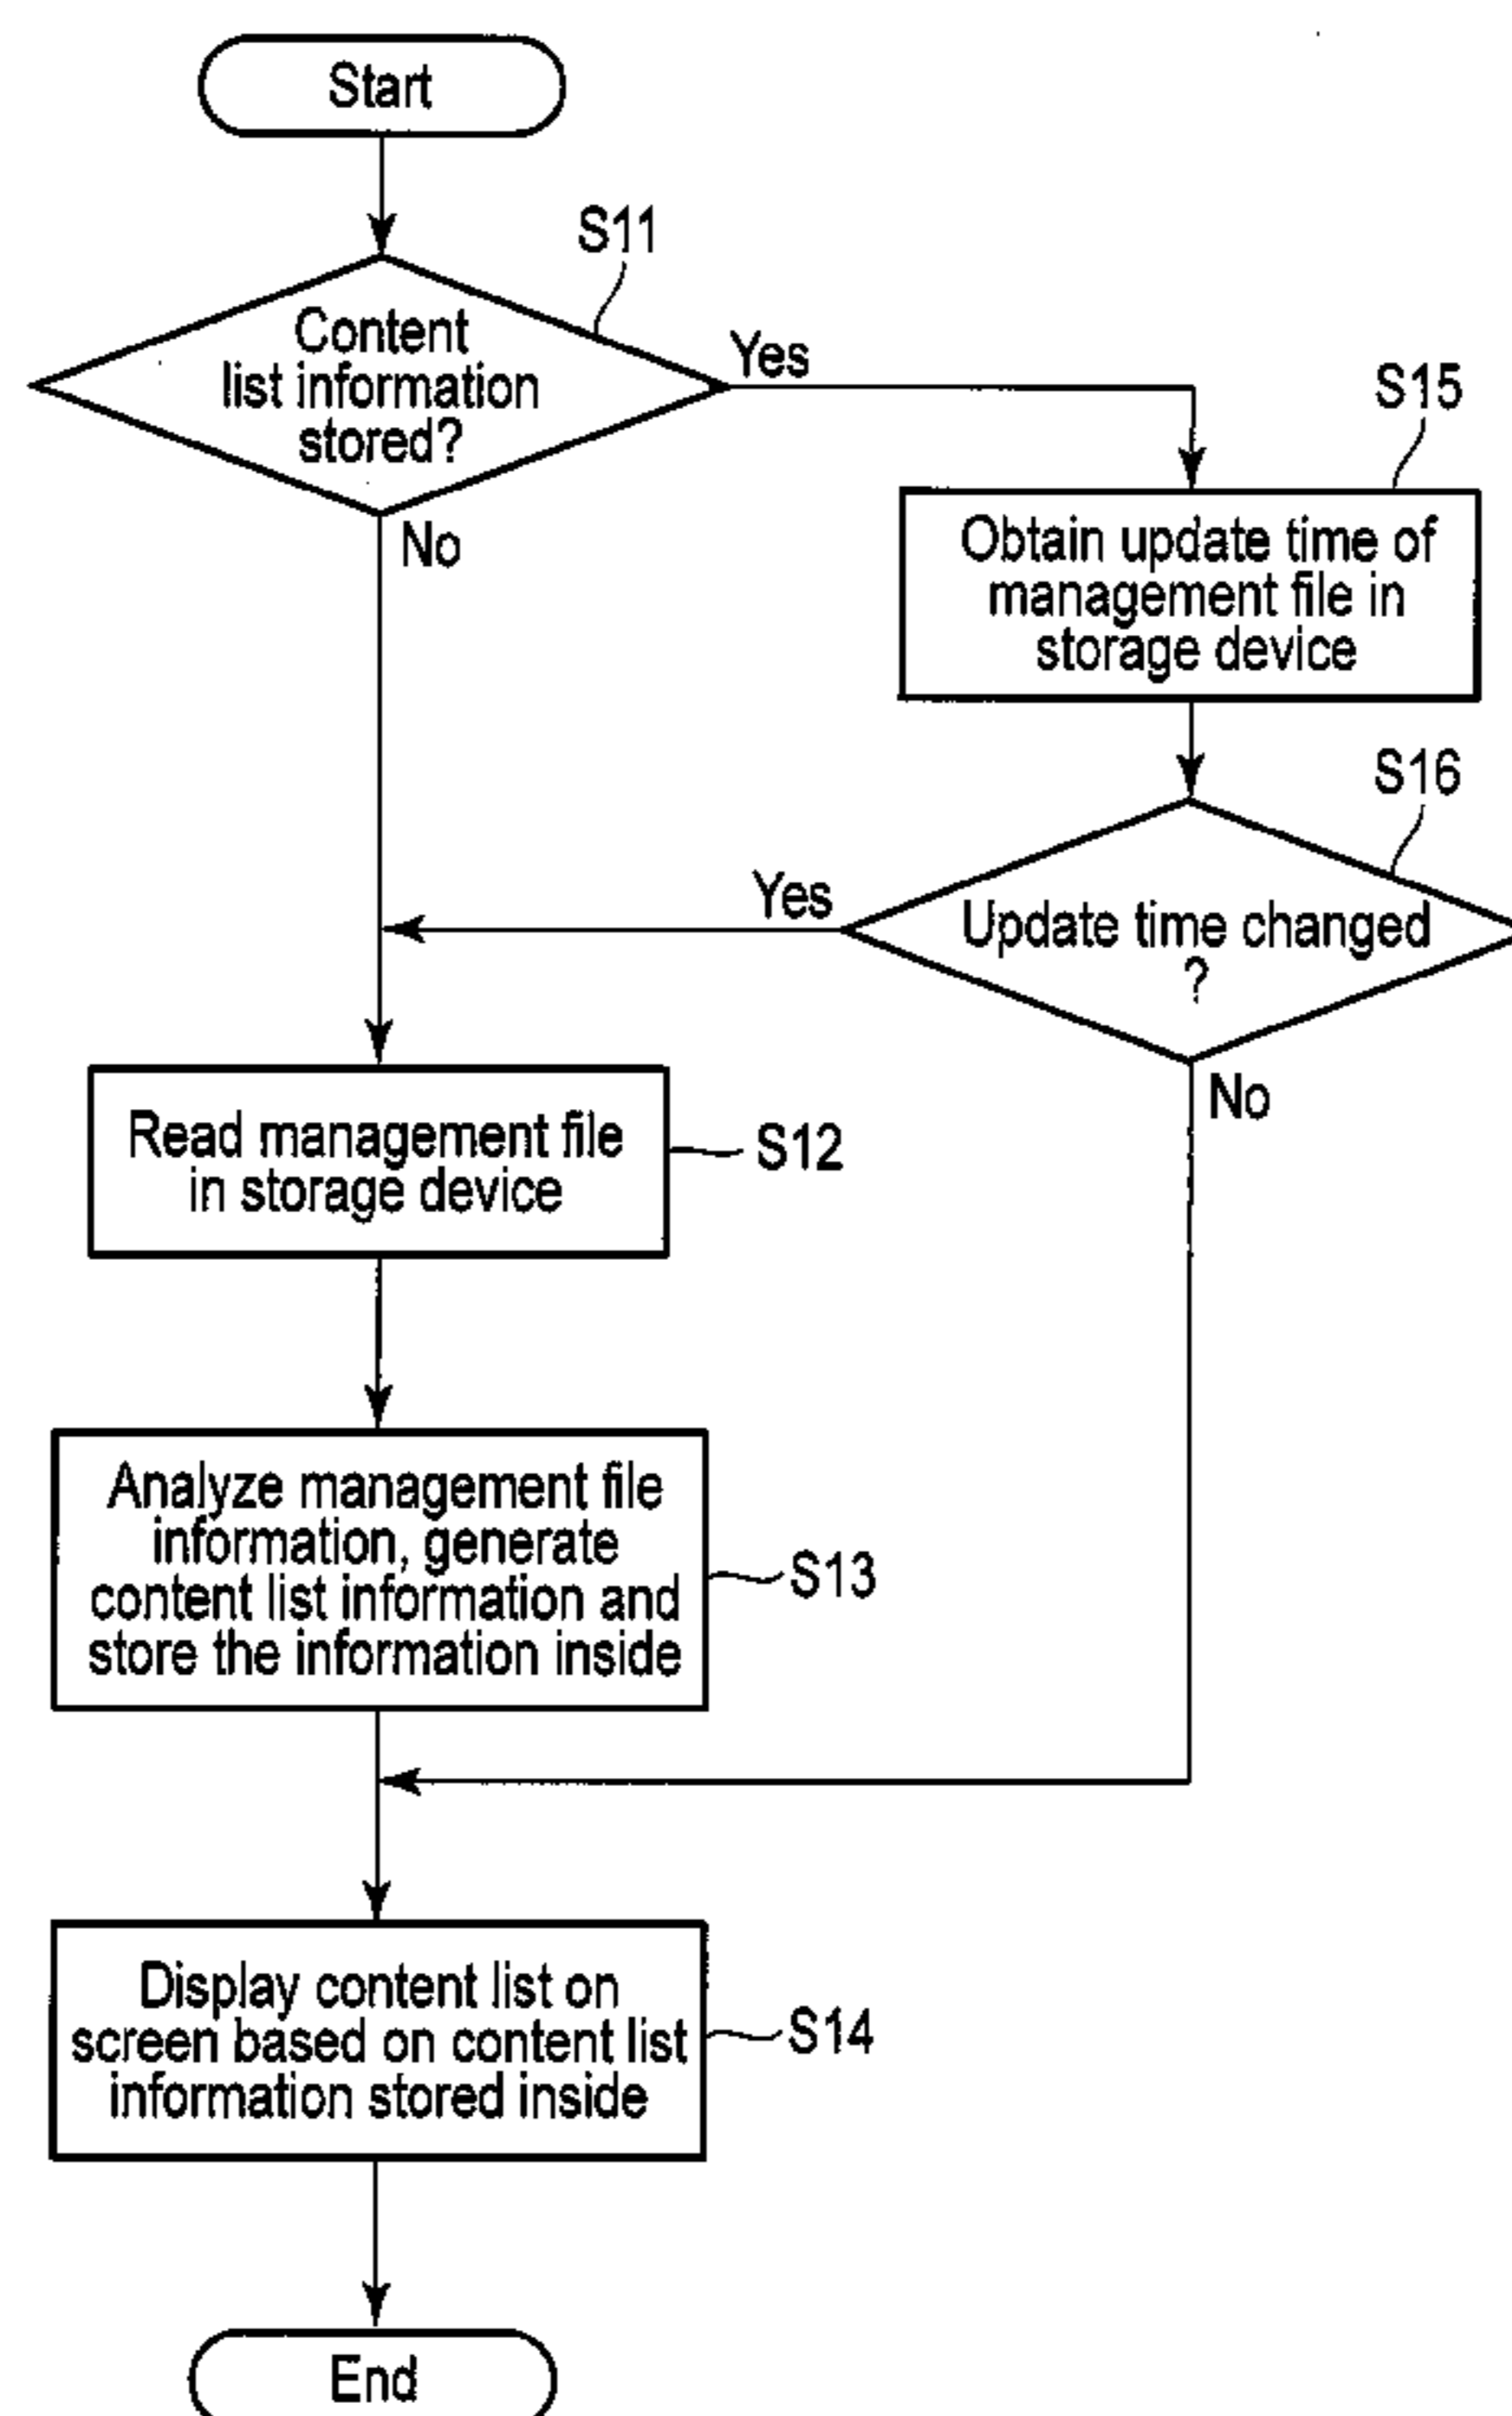 Start
S11
Content
list information
stored?
Yes
No
S15
Obtain update time of
management file in
storage device
S16
Update time changed
?
Yes
No
Read management file
in storage device
S12
Analyze management file
information, generate
content list information and
store the information inside
S13
Display content list on
screen based on content list
information stored inside
S14
End